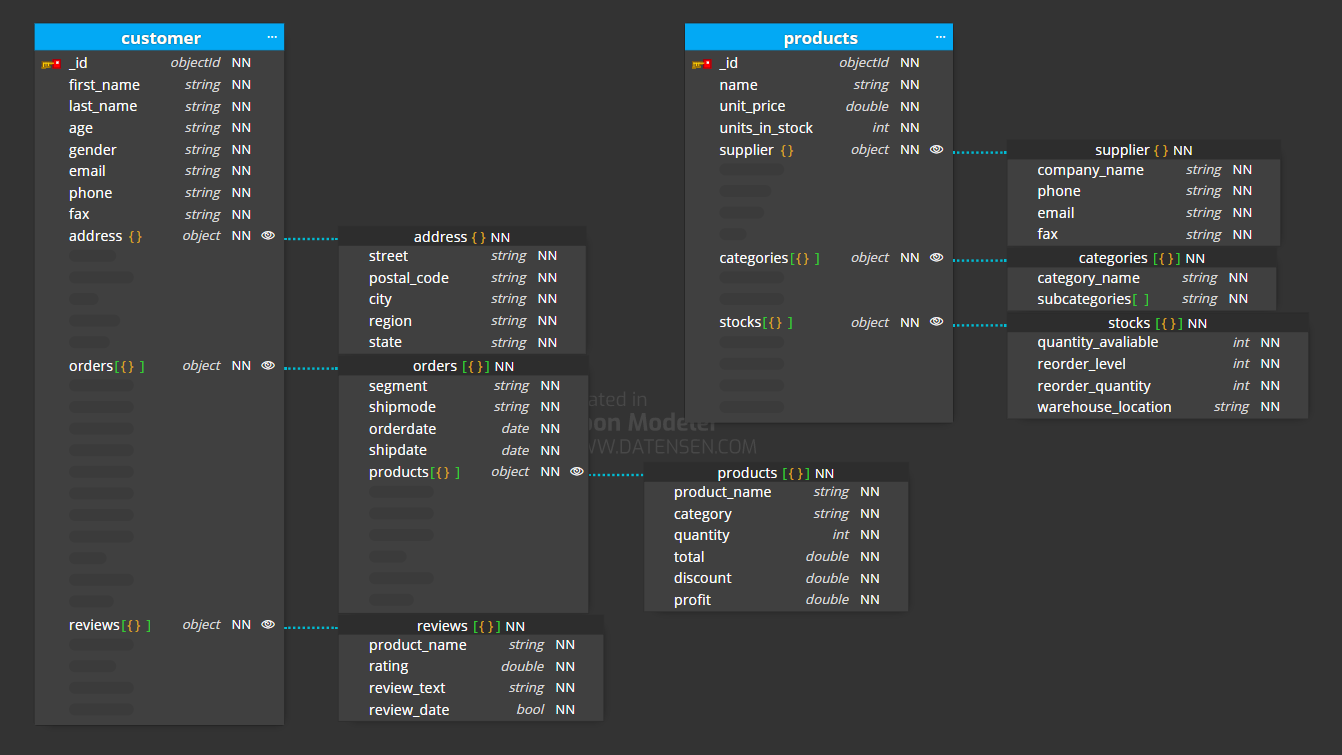 customer ...
_id objectId NN
first_name string NN
last_name string NN
age string NN
gender string NN
email string NN
phone string NN
fax string NN
address {} object NN
orders[{} ] object NN
reviews[{} ] object NN
address {} NN
street string NN
postal_code string NN
city string NN
region string NN
state string NN
orders [{}] NN
segment string NN
shipmode string NN
orderdate date NN
shipdate date NN
products[{} ] object NN
reviews [{}] NN
product_name string NN
rating double NN
review_text string NN
review_date bool NN
products [{}] NN
product_name string NN
category string NN
quantity int NN
total double NN
discount double NN
profit double NN
products ...
_id objectId NN
name string NN
unit_price double NN
units_in_stock int NN
supplier {} object NN
categories[{} ] object NN
stocks[{} ] object NN
supplier {} NN
company_name string NN
phone string NN
email string NN
fax string NN
categories [{}] NN
category_name string NN
subcategories[ ] string NN
stocks [{}] NN
quantity_avaliable int NN
reorder_level int NN
reorder_quantity int NN
warehouse_location string NN
ated in
oon Modeler
WW.DATENSEN.COM